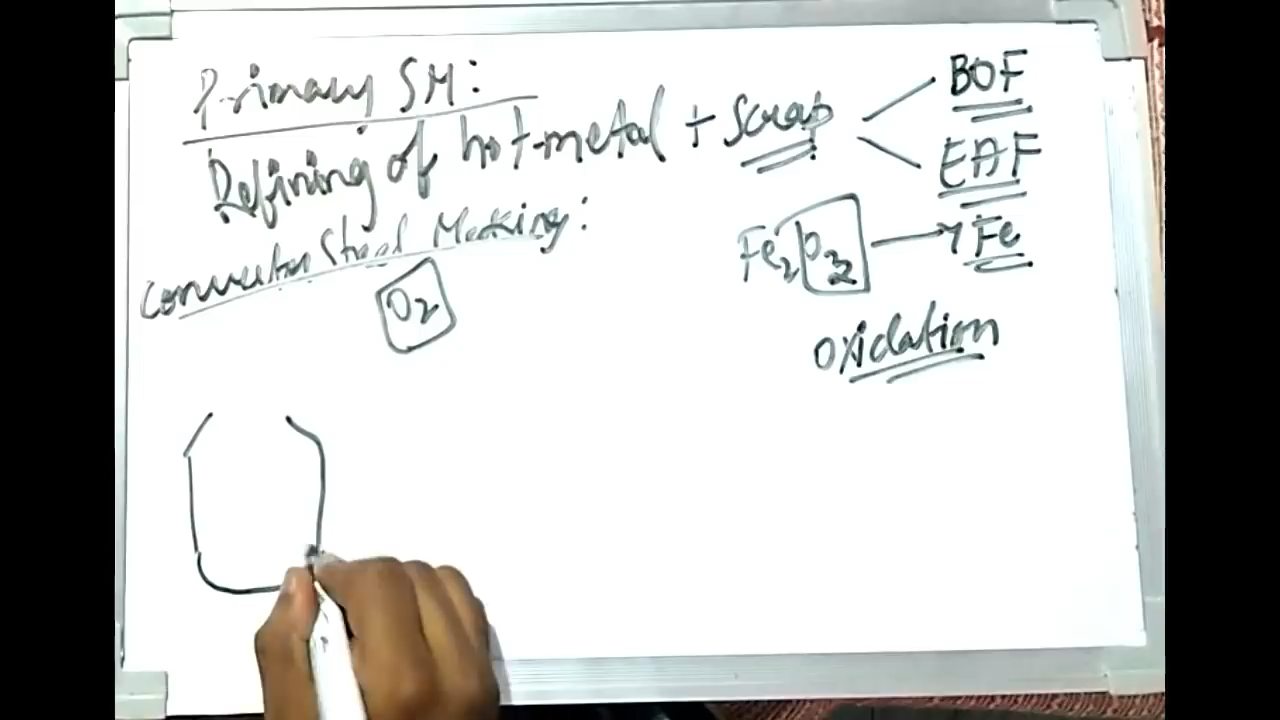 Primary SM:
Refining of hot-metal + Scrap
BOF
EAF
Converter Steel Making:
O2
Fe2O3 → Fe
Oxidation